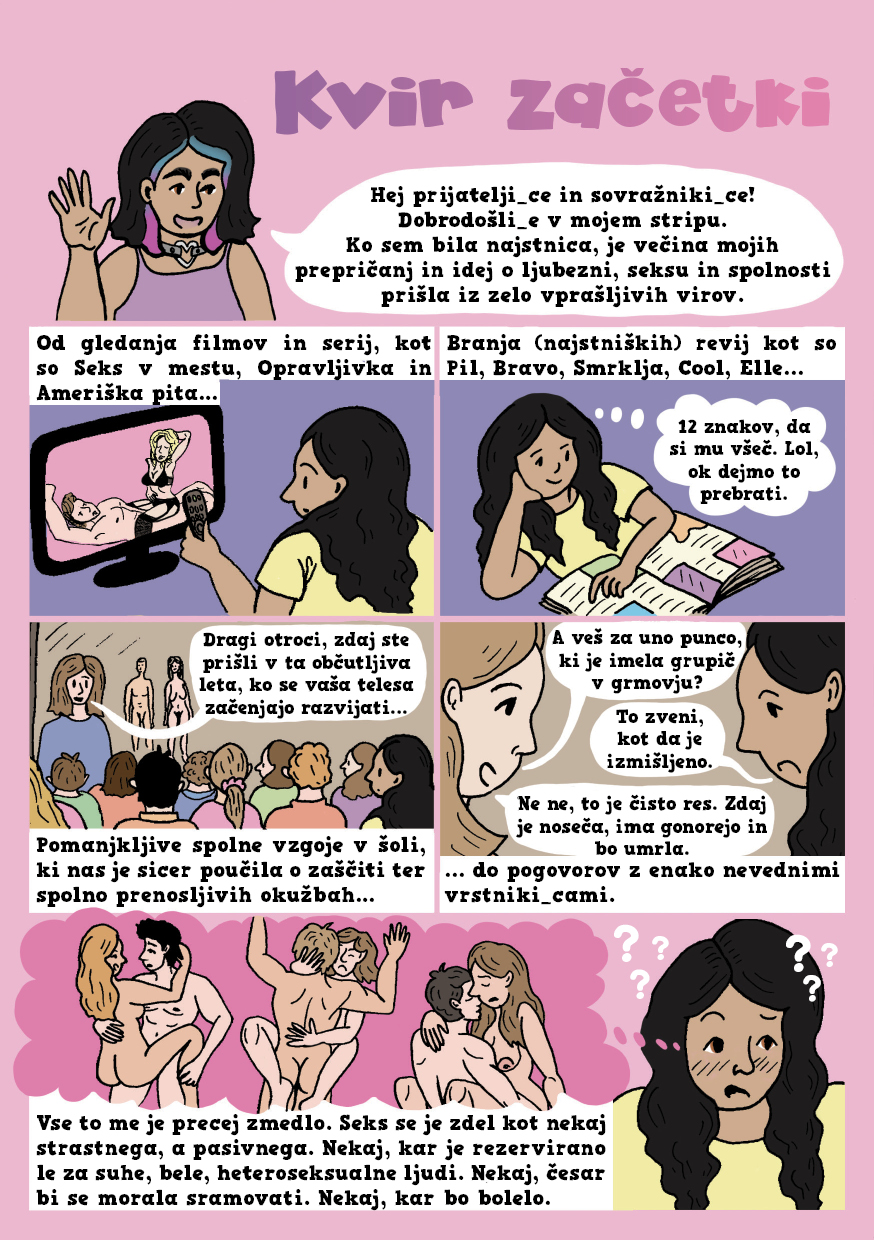 Kvir začetki
Hej prijatelji_ce in sovražniki_ce!
Dobrodošli_e v mojem stripu.
Ko sem bila najstnica, je večina mojih
prepričanj in idej o ljubezni, seksu in spolnosti
prišla iz zelo vprašljivih virov.
Od gledanja filmov in serij, kot
so Seks v mestu, Opravljivka in
Ameriška pita...
Branja (najstniških) revij kot so
Pil, Bravo, Smrklja, Cool, Elle...
12 znakov, da
si mu všeč. Lol,
ok dejmo to
prebrati.
Dragi otroci, zdaj ste
prišli v ta občutljiva
leta, ko se vaša telesa
začenjajo razvijati...
Pomanjkljive spolne vzgoje v šoli,
ki nas je sicer poučila o zaščiti ter
spolno prenosljivih okužbah...
A veš za uno punco,
ki je imela grupič
v grmovju?
To zveni,
kot da je
izmišljeno.
Ne ne, to je čisto res. Zdaj
je noseča, ima gonorejo in
bo umrla.
... do pogovorov z enako nevednimi
vrstniki_cami.
? ? ? ? ? ?
Vse to me je precej zmedlo. Seks se je zdel kot nekaj
strastnega, a pasivnega. Nekaj, kar je rezervirano
le za suhe, bele, heteroseksualne ljudi. Nekaj, česar
bi se morala sramovati. Nekaj, kar bo bolelo.